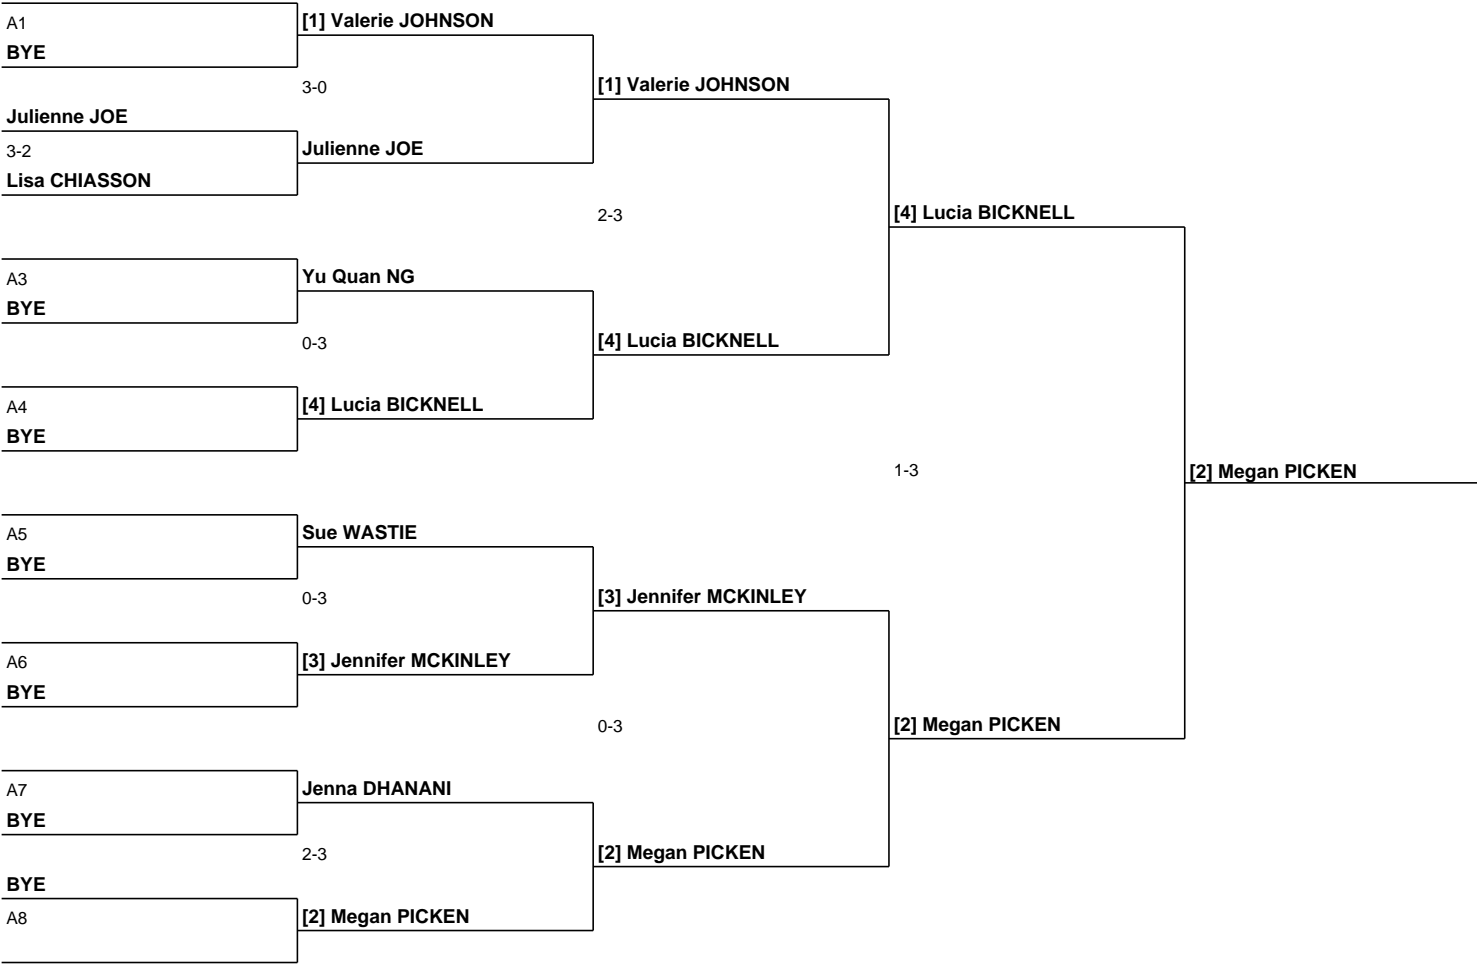 A1
BYE
[1] Valerie JOHNSON
3-0
[1] Valerie JOHNSON
Julienne JOE
3-2
Lisa CHIASSON
Julienne JOE
2-3
[4] Lucia BICKNELL
A3
BYE
Yu Quan NG
0-3
[4] Lucia BICKNELL
A4
BYE
[4] Lucia BICKNELL
1-3
[2] Megan PICKEN
A5
BYE
Sue WASTIE
0-3
[3] Jennifer MCKINLEY
A6
BYE
[3] Jennifer MCKINLEY
0-3
[2] Megan PICKEN
A7
BYE
Jenna DHANANI
2-3
[2] Megan PICKEN
BYE
A8
[2] Megan PICKEN